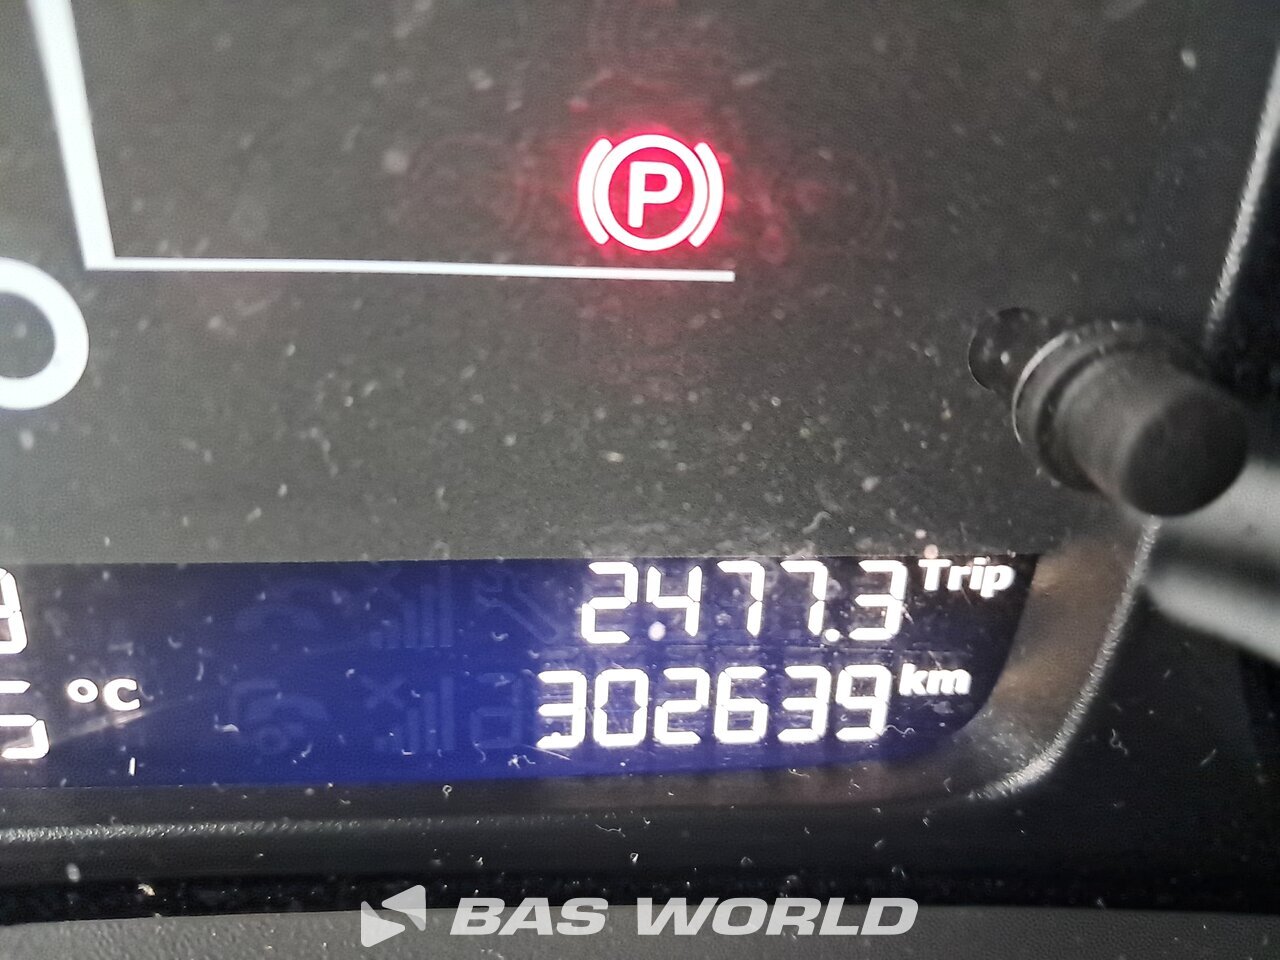 P
2477.3 Trip
°C
302639 km
BAS WORLD